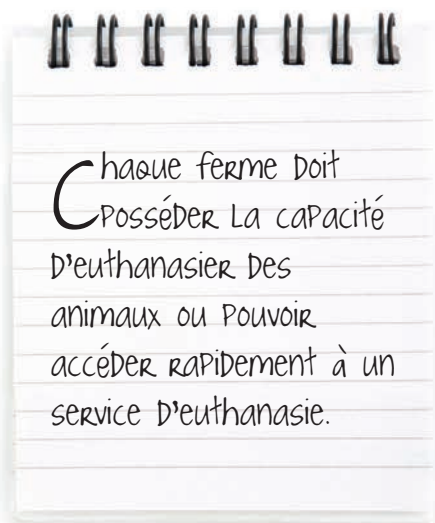 Chaque ferme doit
posséder la capacité
d'euthanasier des
animaux ou pouvoir
accéder rapidement à un
service d'euthanasie.